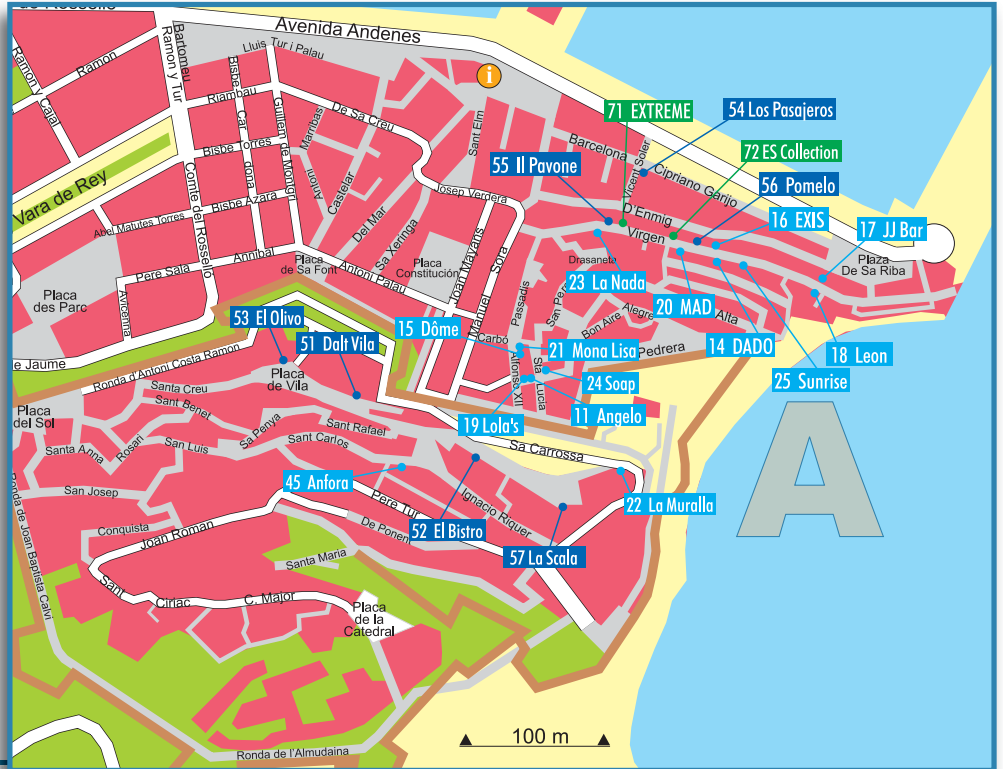 de Rossello
Avenida Andenes
Ramon y Cajal
Ramon
Bartomeu
Ramon y Tur
Lluis Tur i Palau
i
Riambau
Bisbe
Car
dona
Guillem de Montgri
Maribas
Antoni
De Sa Creu
Sant Elm
71 EXTREME
54 Los Pasajeros
Barcelona
Vicent Soler
Cipriano Garijo
72 ES Collection
Bisbe Torres
Castelar
55 Il Pavone
56 Pomelo
Vara de Rey
Comte del Rossello
Bisbe Azara
Josep Verdera
D'Enmig
Virgen
16 EXIS
Abel Matutes Torres
Del Mar
Sa Xeringa
17 JJ Bar
Annibal
Placa
de Sa Font
Antoni Palau
Placa
Constitución
Joan Mayans
Manuel
Sora
Drasaneta
Plaza
De Sa Riba
Pere Sala
23 La Nada
Placa
des Parc
Avicenna
Passadis
San Pere
20 MAD
53 El Olivo
Bon Aire
Alegre
Alta
51 Dalt Vila
15 Dôme
Carbó
21 Mona Lisa
Pedrera
14 DADO
18 Leon
e Jaume
Ronda d'Antoni Costa Ramon
Placa
de Vila
Alfonso XII
Sta
Lucia
24 Soap
25 Sunrise
Santa Creu
11 Angelo
Placa
del Sol
Sant Benet
Sa Penya
Sant Rafael
19 Lola's
Rosari
Santa Anna
San Luis
Sant Carlos
Sa Carrossa
A
45 Anfora
22 La Muralla
San Josep
Pere Tur
Ignacio Riquer
Ronda de Joan Baptista Calvi
Conquista
De Ponent
52 El Bistro
Joan Roman
57 La Scala
Santa Maria
Sant
Ciriac
C. Major
Placa
de la
Catedral
100 m
Ronda de l'Almudaina